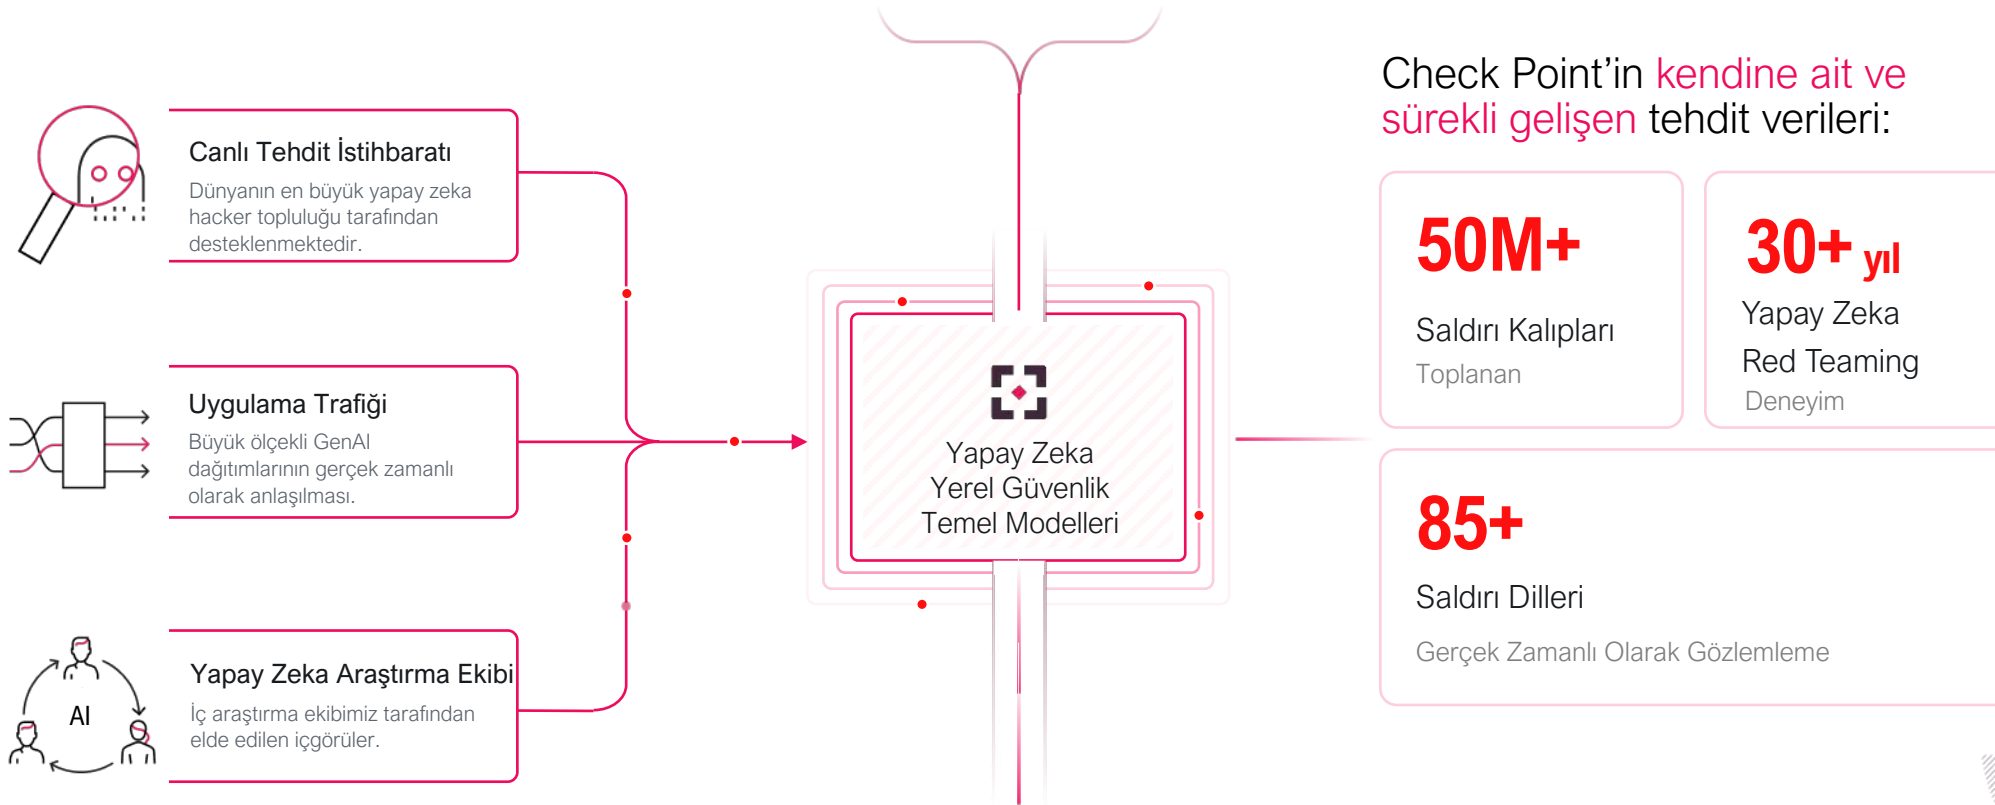 Canlı Tehdit İstihbaratı
Dünyanın en büyük yapay zeka
hacker topluluğu tarafından
desteklenmektedir.
Uygulama Trafiği
Büyük ölçekli GenAI
dağıtımlarının gerçek zamanlı
olarak anlaşılması.
AI
Yapay Zeka Araştırma Ekibi
İç araştırma ekibimiz tarafından
elde edilen içgörüler.
Yapay Zeka
Yerel Güvenlik
Temel Modelleri
Check Point’in kendine ait ve
sürekli gelişen tehdit verileri:
50M+
Saldırı Kalıpları
Toplanan
30+ yıl
Yapay Zeka
Red Teaming
Deneyim
85+
Saldırı Dilleri
Gerçek Zamanlı Olarak Gözlemleme